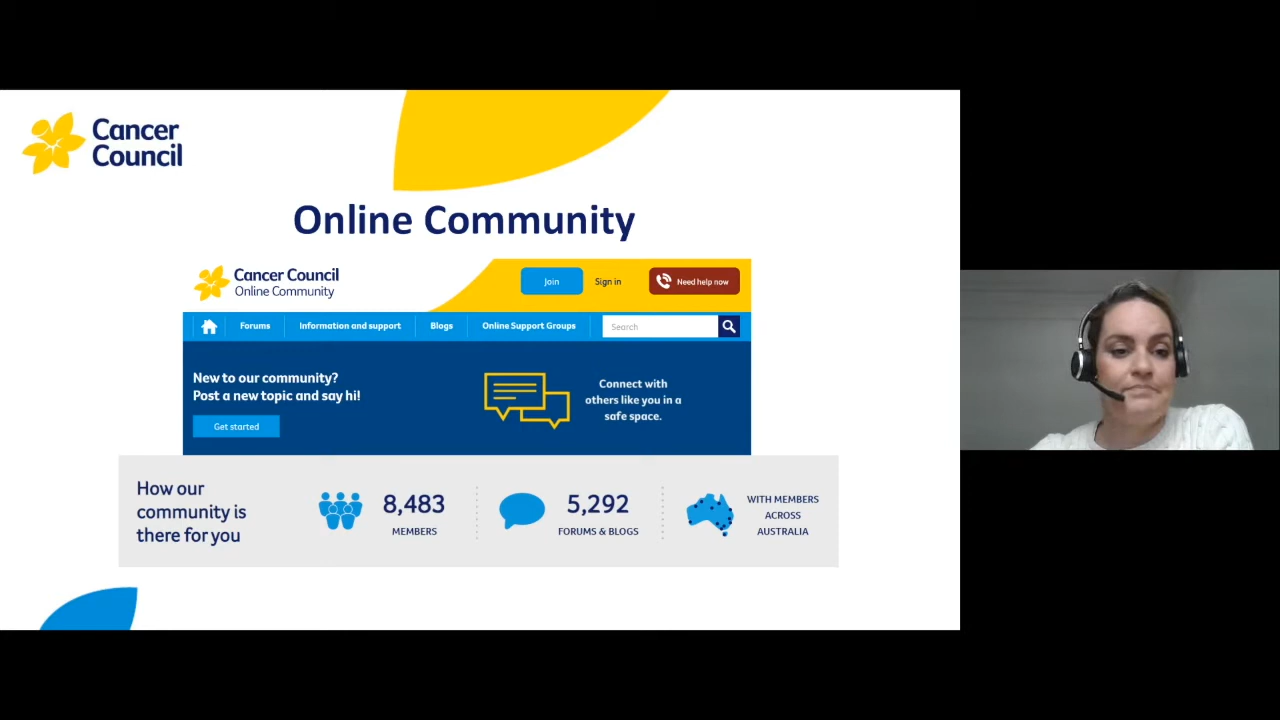 Cancer
Council
Online Community
Cancer Council
Online Community
Join
Sign in
Need help now
Forums
Information and support
Blogs
Online Support Groups
Search
New to our community?
Post a new topic and say hi!
Get started
Connect with
others like you in a
safe space.
How our
community is
there for you
8,483
MEMBERS
5,292
FORUMS & BLOGS
WITH MEMBERS
ACROSS
AUSTRALIA